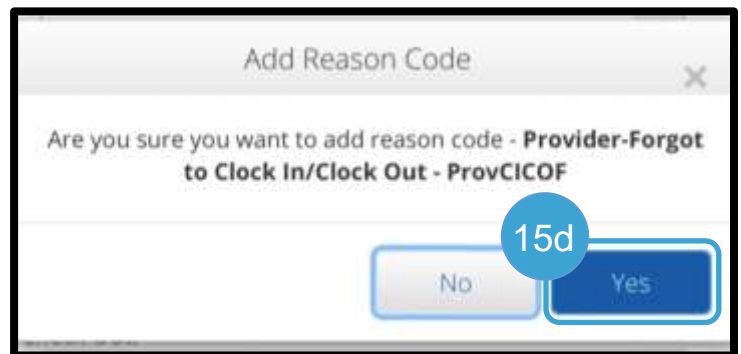 Add Reason Code
×
Are you sure you want to add reason code - Provider-Forgot
to Clock In/Clock Out - ProvCICOF
15d
No
Yes